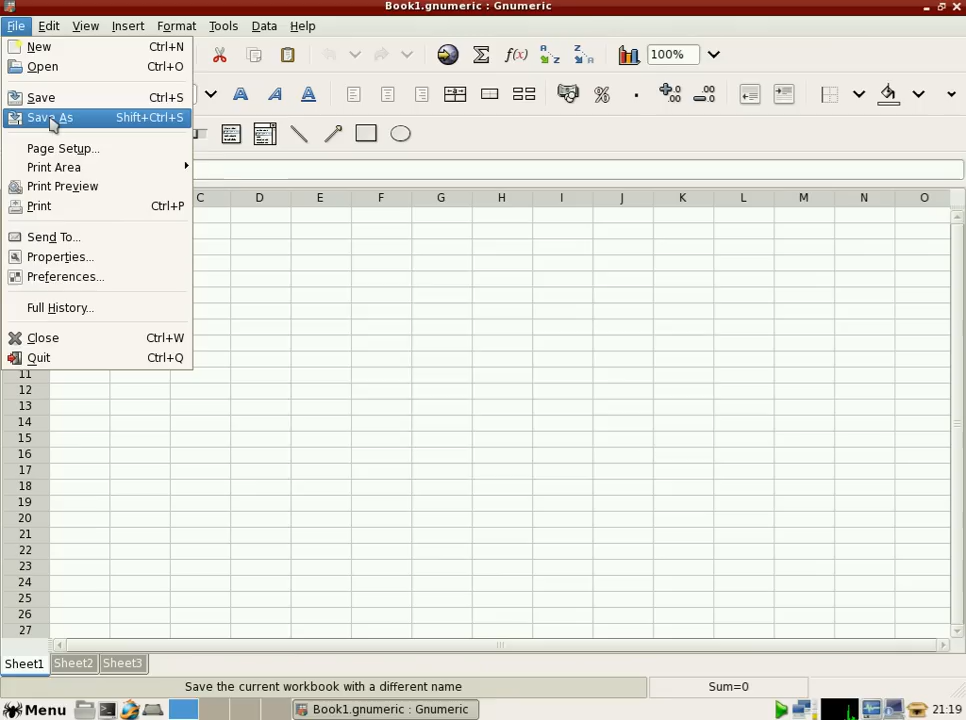 Book1.gnumeric : Gnumeric
File Edit View Insert Format Tools Data Help
New Ctrl+N
Open Ctrl+O
Save Ctrl+S
Save As Shift+Ctrl+S
Page Setup...
Print Area
Print Preview
Print Ctrl+P
Send To...
Properties...
Preferences...
Full History...
Close Ctrl+W
Quit Ctrl+Q
f(x) 100%
A A A % .00 .00
C D E F G H I J K L M N O
11
12
13
14
15
16
17
18
19
20
21
22
23
24
25
26
27
Sheet1 Sheet2 Sheet3
Save the current workbook with a different name Sum=0
Menu Book1.gnumeric : Gnumeric 21:19